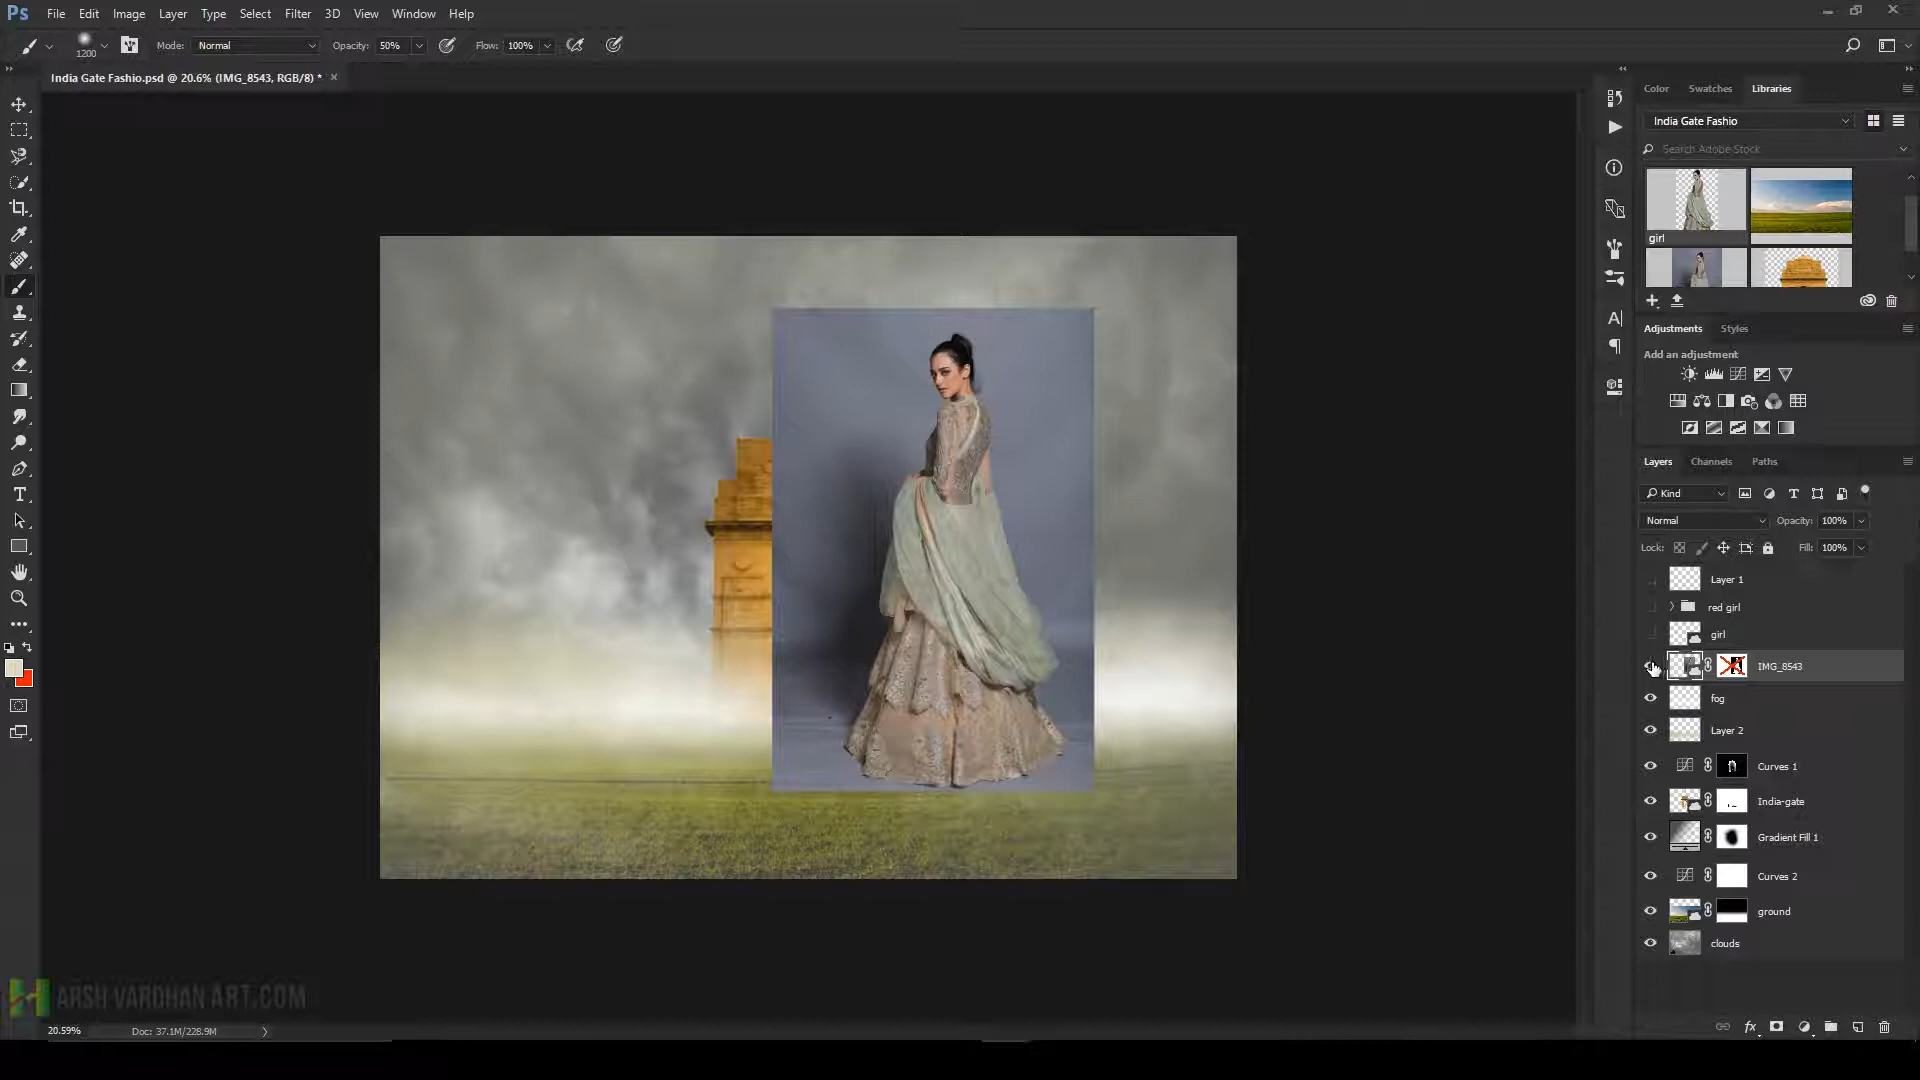 Ps File Edit Image Layer Type Select Filter 3D View Window Help
1200 Mode: Normal Opacity: 50% Flow: 100%
India Gate Fashio.psd @ 20.6% (IMG_8543, RGB/8) * ×
Color Swatches Libraries
India Gate Fashio
Search Adobe Stock
girl
Adjustments Styles
Add an adjustment
Layers Channels Paths
Kind
Normal Opacity: 100%
Lock: Fill: 100%
Layer 1
red girl
girl
IMG_8543
fog
Layer 2
Curves 1
India-gate
Gradient Fill 1
Curves 2
ground
clouds
ARSH VARDHAN ART.COM
20.59% Doc: 37.1M/228.9M